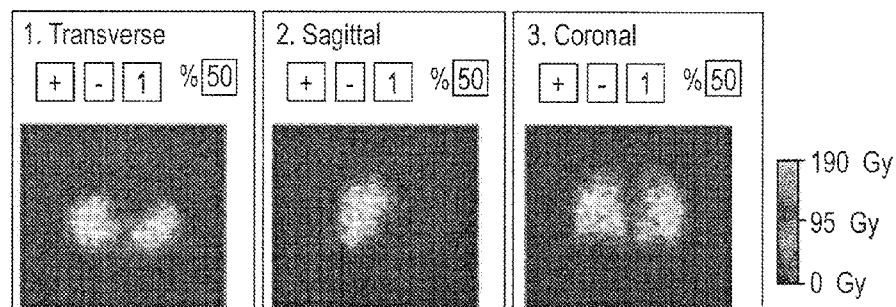 1. Transverse
+ - 1 % 50
2. Sagittal
+ - 1 % 50
3. Coronal
+ - 1 % 50
190 Gy
95 Gy
0 Gy